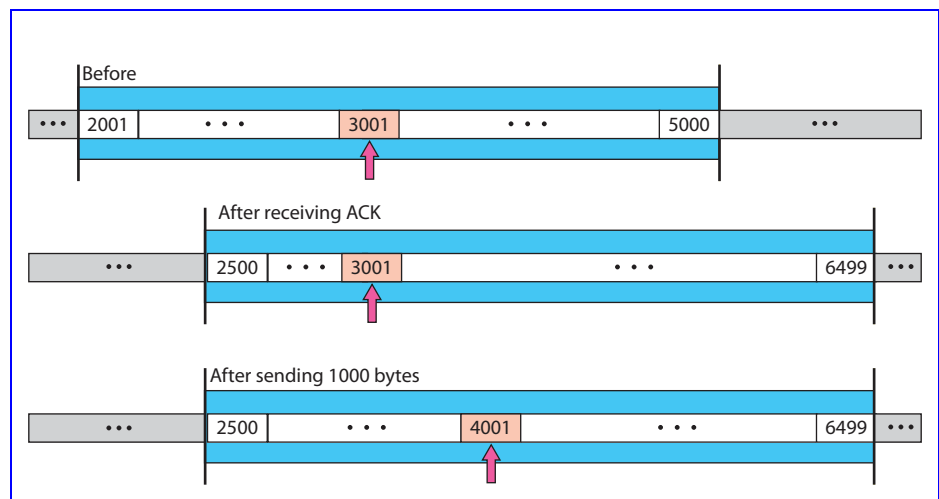 Before
••• 2001 • • • 3001 • • • 5000 •••
After receiving ACK
••• 2500 • • • 3001 • • • 6499 •••
After sending 1000 bytes
••• 2500 • • • 4001 • • • 6499 •••